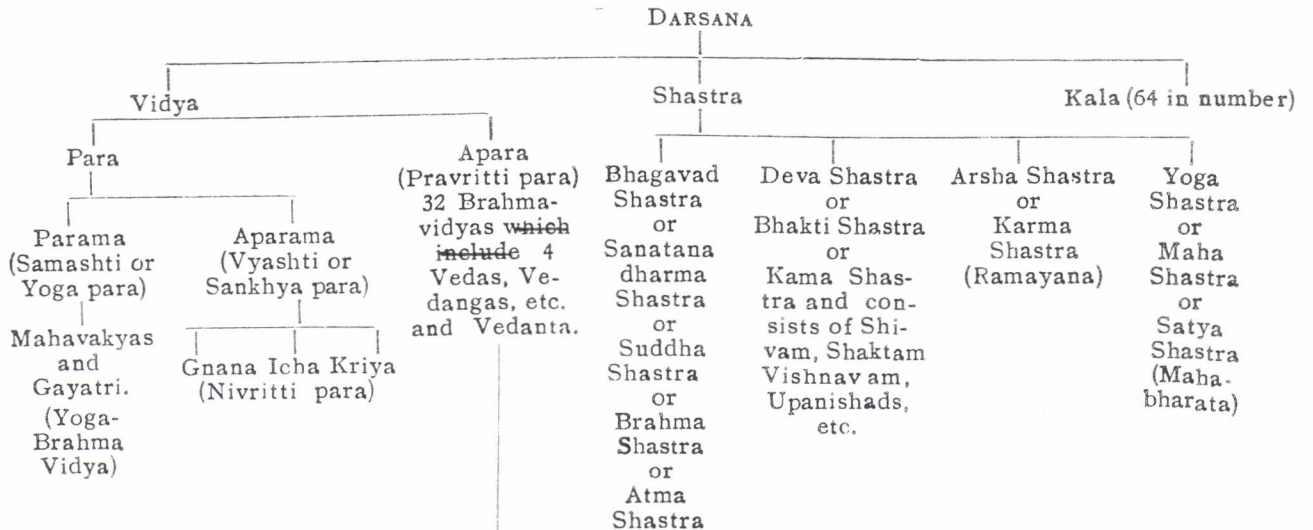 DARSANA
Vidya
Shastra
Kala (64 in number)
Para
Parama
(Samashti or
Yoga para)
Mahavakyas
and
Gayatri.
(Yoga-
Brahma
Vidya)
Aparama
(Vyashti or
Sankhya para)
Gnana Icha Kriya
(Nivritti para)
Apara
(Pravritti para)
32 Brahma-
vidyas which
include 4
Vedas, Ve-
dangas, etc.
and Vedanta.
Bhagavad
Shastra
or
Sanatana
dharma
Shastra
or
Suddha
Shastra
or
Brahma
Shastra
or
Atma
Shastra
Deva Shastra
or
Bhakti Shastra
or
Kama Shas-
tra and con-
sists of Shi-
vam, Shaktam
Vishnavam,
Upanishads,
etc.
Arsha Shastra
or
Karma
Shastra
(Ramayana)
Yoga
Shastra
or
Maha
Shastra
or
Satya
Shastra
(Maha-
bharata)